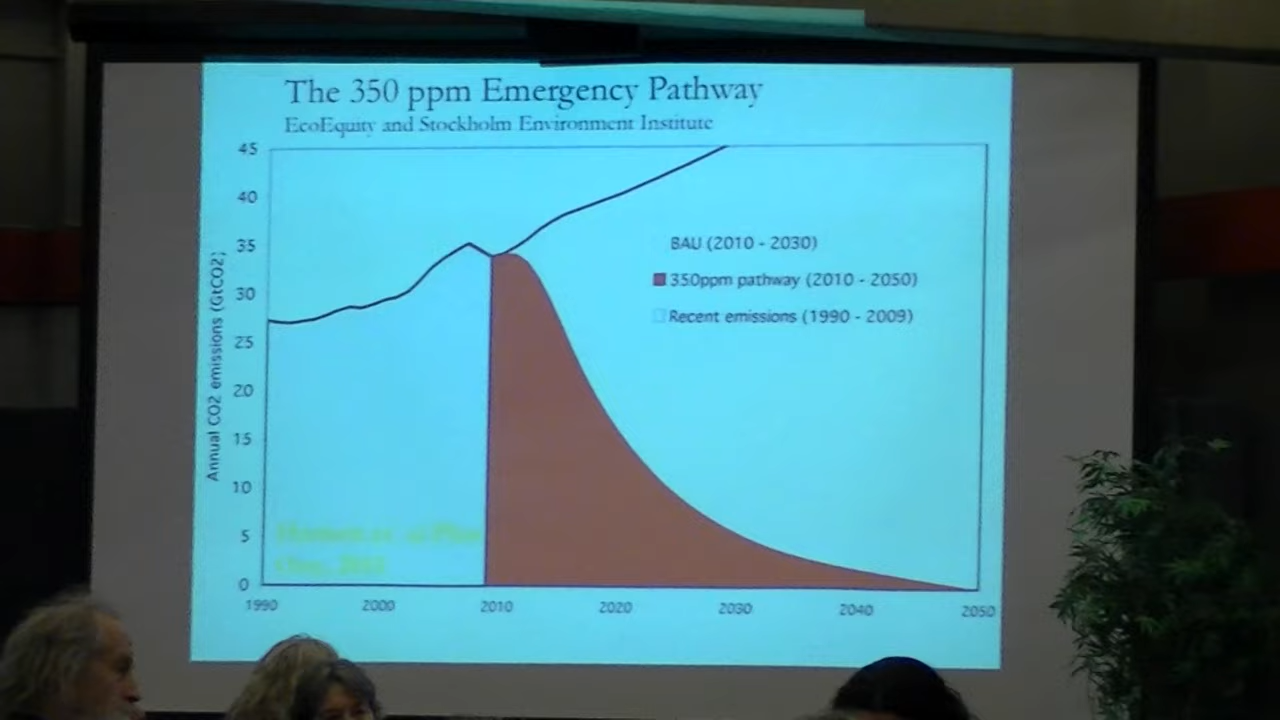 The 350 ppm Emergency Pathway
EcoEquity and Stockholm Environment Institute
45
40
35
30
25
20
15
10
5
0
Annual CO2 emissions (GtCO2)
BAU (2010 - 2030)
350ppm pathway (2010 - 2050)
Recent emissions (1990 - 2009)
1990 2000 2010 2020 2030 2040 2050